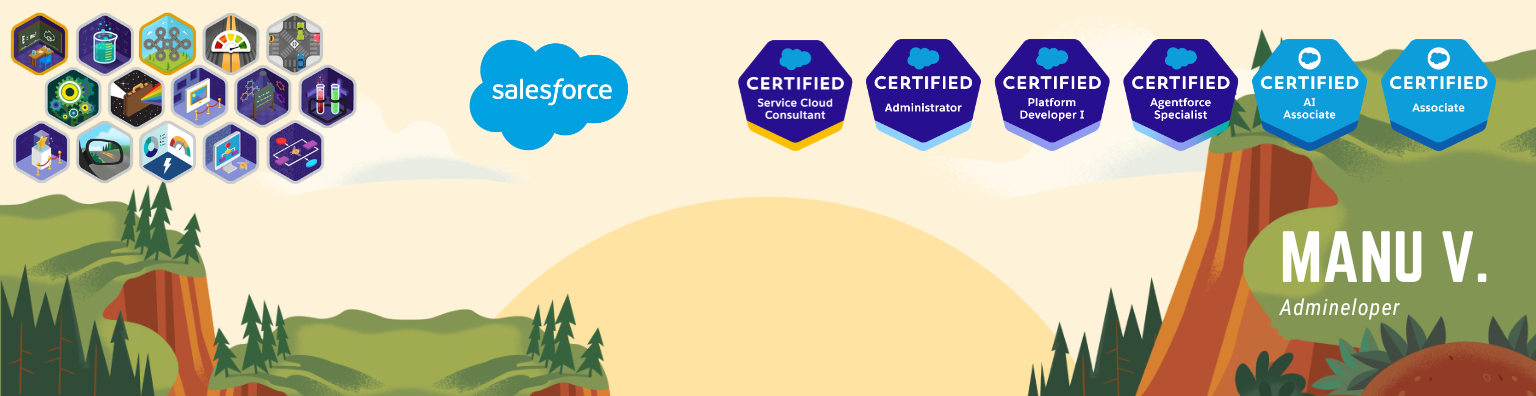 salesforce
CERTIFIED
Service Cloud
Consultant
CERTIFIED
Administrator
CERTIFIED
Platform
Developer I
CERTIFIED
Agentforce
Specialist
CERTIFIED
AI
Associate
CERTIFIED
Associate
MANU V.
Admineloper